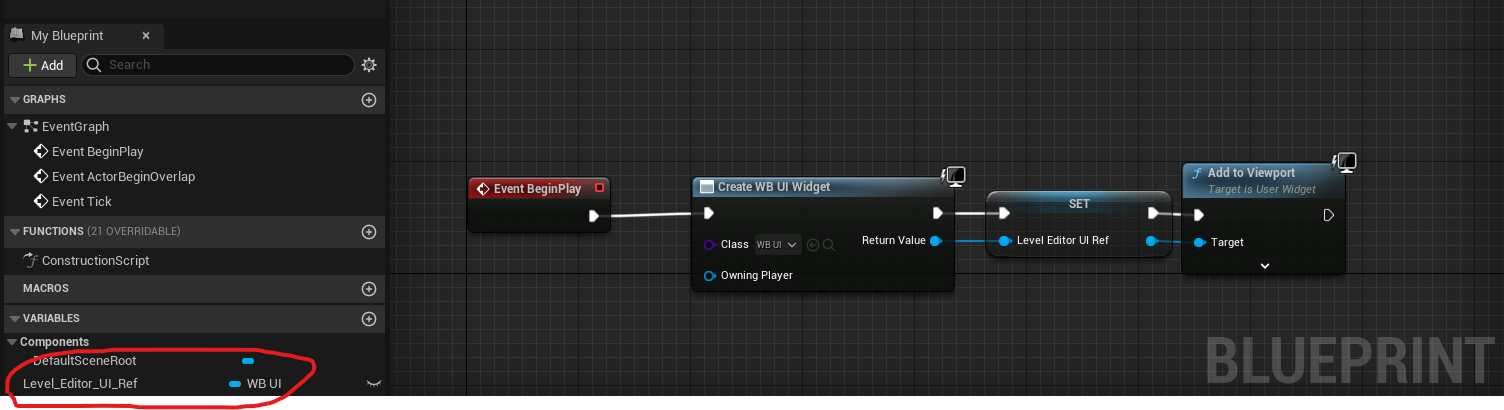 My Blueprint
Add
Search
GRAPHS
EventGraph
Event BeginPlay
Event ActorBeginOverlap
Event Tick
FUNCTIONS (21 OVERRIDABLE)
ConstructionScript
MACROS
VARIABLES
Components
DefaultSceneRoot
Level_Editor_UI_Ref WB UI
Event BeginPlay
Create WB UI Widget
Class WB UI
Return Value
Owning Player
SET
Level Editor UI Ref
Add to Viewport
Target is User Widget
Target
BLUEPRINT